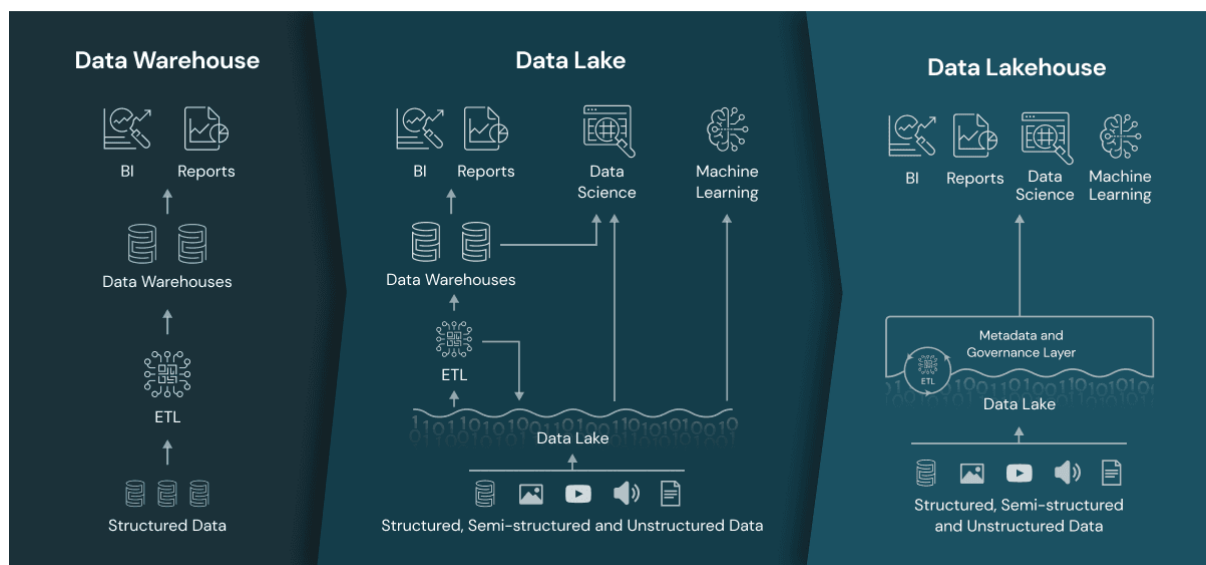 Data Warehouse
BI
Reports
Data Warehouses
ETL
Structured Data
Data Lake
BI
Reports
Data
Science
Machine
Learning
Data Warehouses
ETL
Data Lake
Structured, Semi-structured and Unstructured Data
Data Lakehouse
BI
Reports
Data
Science
Machine
Learning
Metadata and
Governance Layer
ETL
Data Lake
Structured, Semi-structured
and Unstructured Data